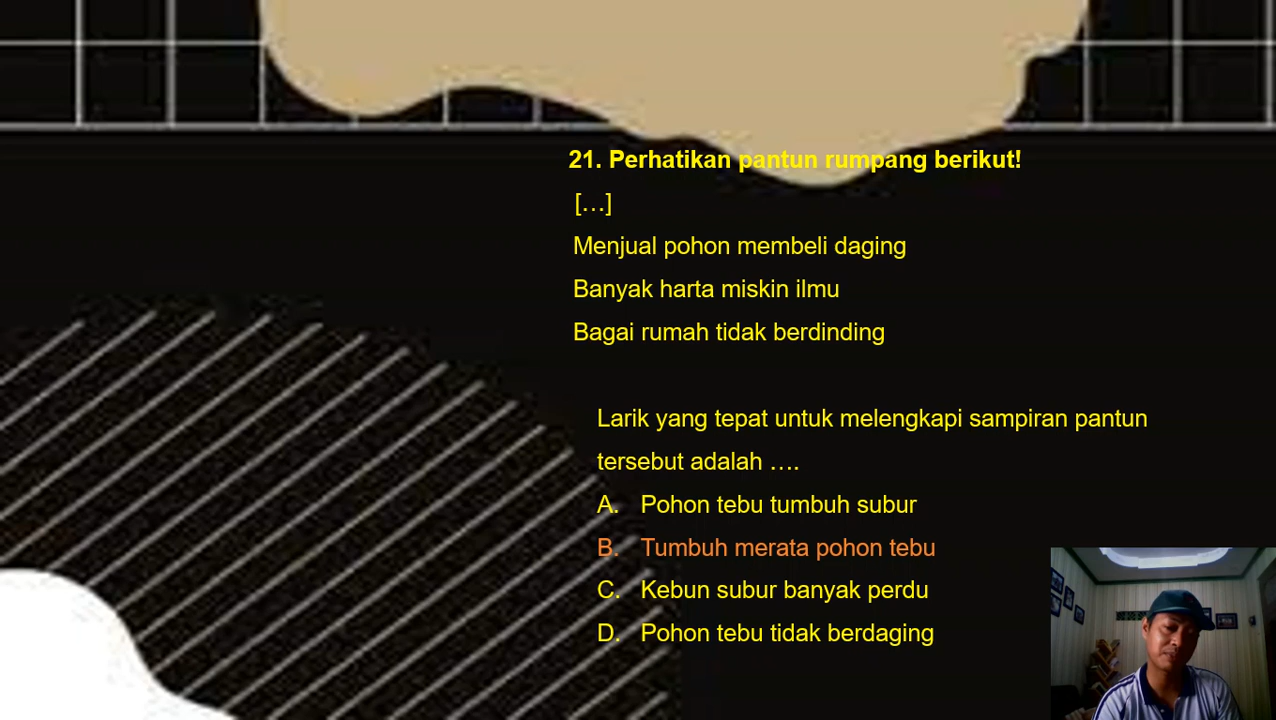 21. Perhatikan pantun rumpang berikut!
[…]
Menjual pohon membeli daging
Banyak harta miskin ilmu
Bagai rumah tidak berdinding
Larik yang tepat untuk melengkapi sampiran pantun
tersebut adalah ….
A. Pohon tebu tumbuh subur
B. Tumbuh merata pohon tebu
C. Kebun subur banyak perdu
D. Pohon tebu tidak berdaging